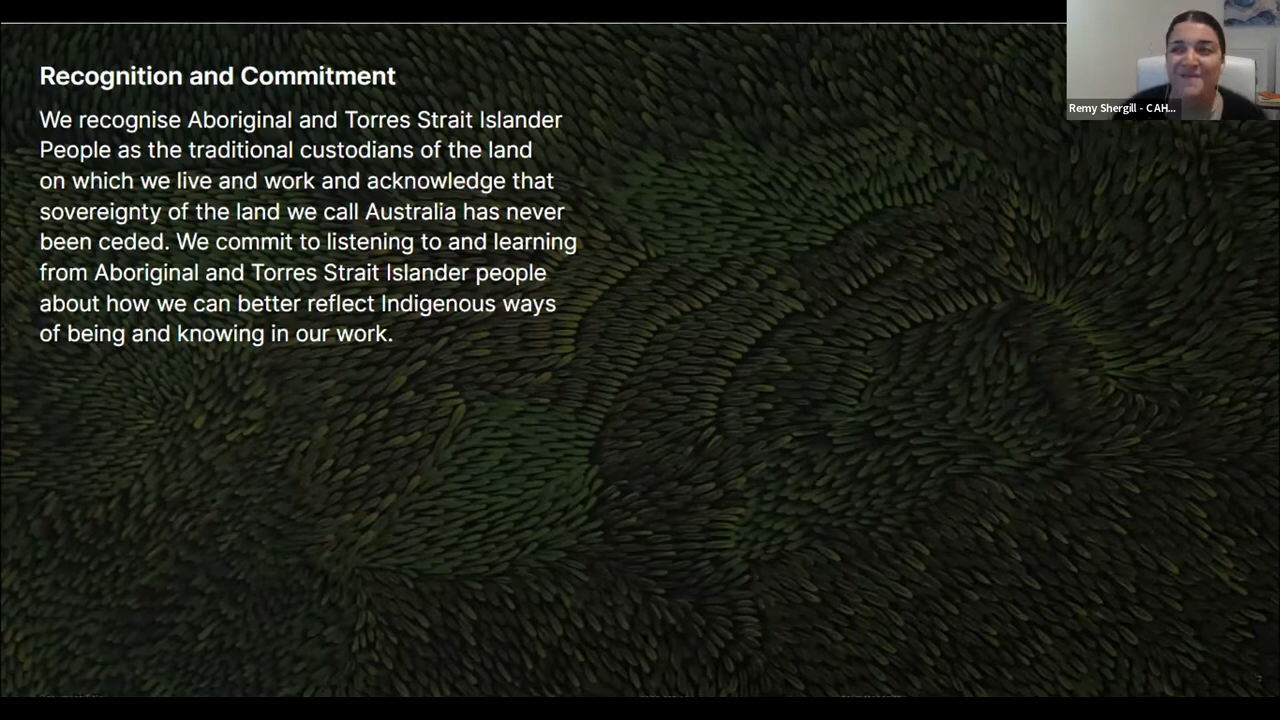 Recognition and Commitment
We recognise Aboriginal and Torres Strait Islander
People as the traditional custodians of the land
on which we live and work and acknowledge that
sovereignty of the land we call Australia has never
been ceded. We commit to listening to and learning
from Aboriginal and Torres Strait Islander people
about how we can better reflect Indigenous ways
of being and knowing in our work.
Remy Shergill - CAH...